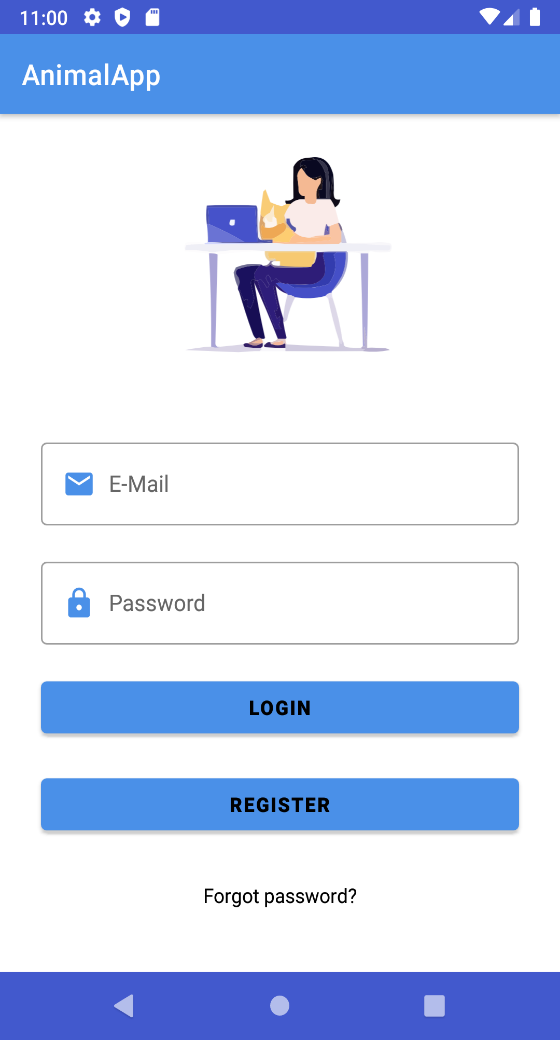 11:00
AnimalApp
E-Mail
Password
LOGIN
REGISTER
Forgot password?